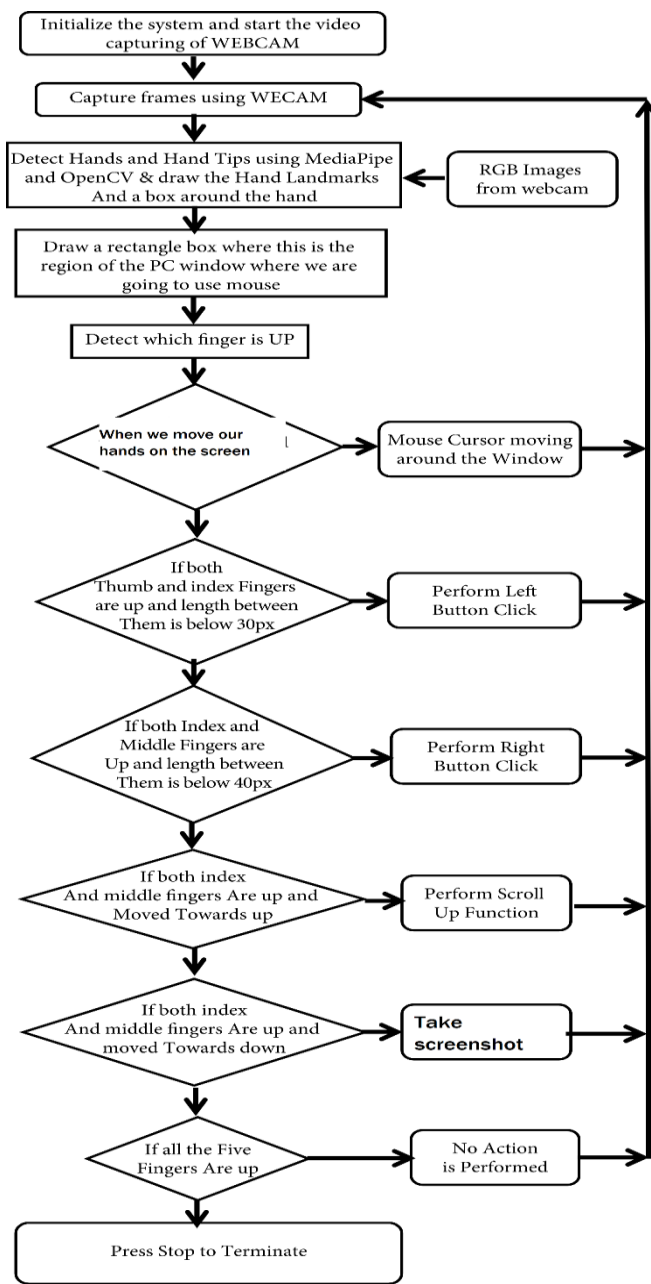 Initialize the system and start the video
capturing of WEBCAM
Capture frames using WECAM
Detect Hands and Hand Tips using MediaPipe
and OpenCV & draw the Hand Landmarks
And a box around the hand
RGB Images
from webcam
Draw a rectangle box where this is the
region of the PC window where we are
going to use mouse
Detect which finger is UP
When we move our
hands on the screen
Mouse Cursor moving
around the Window
If both
Thumb and index Fingers
are up and length between
Them is below 30px
Perform Left
Button Click
If both Index and
Middle Fingers are
Up and length between
Them is below 40px
Perform Right
Button Click
If both index
And middle fingers Are up and
Moved Towards up
Perform Scroll
Up Function
If both index
And middle fingers Are up and
moved Towards down
Take
screenshot
If all the Five
Fingers Are up
No Action
is Performed
Press Stop to Terminate